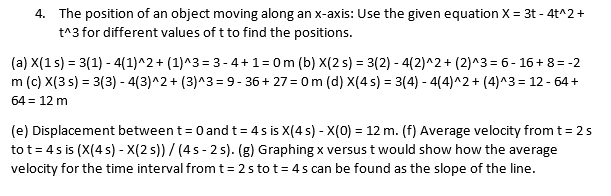 4. The position of an object moving along an x-axis: Use the given equation X = 3t - 4t^2 +
t^3 for different values of t to find the positions.
(a) X(1 s) = 3(1) - 4(1)^2 + (1)^3 = 3 - 4 + 1 = 0 m (b) X(2 s) = 3(2) - 4(2)^2 + (2)^3 = 6 - 16 + 8 = -2
m (c) X(3 s) = 3(3) - 4(3)^2 + (3)^3 = 9 - 36 + 27 = 0 m (d) X(4 s) = 3(4) - 4(4)^2 + (4)^3 = 12 - 64 +
64 = 12 m
(e) Displacement between t = 0 and t = 4 s is X(4 s) - X(0) = 12 m. (f) Average velocity from t = 2 s
to t = 4 s is (X(4 s) - X(2 s)) / (4 s - 2 s). (g) Graphing x versus t would show how the average
velocity for the time interval from t = 2 s to t = 4 s can be found as the slope of the line.